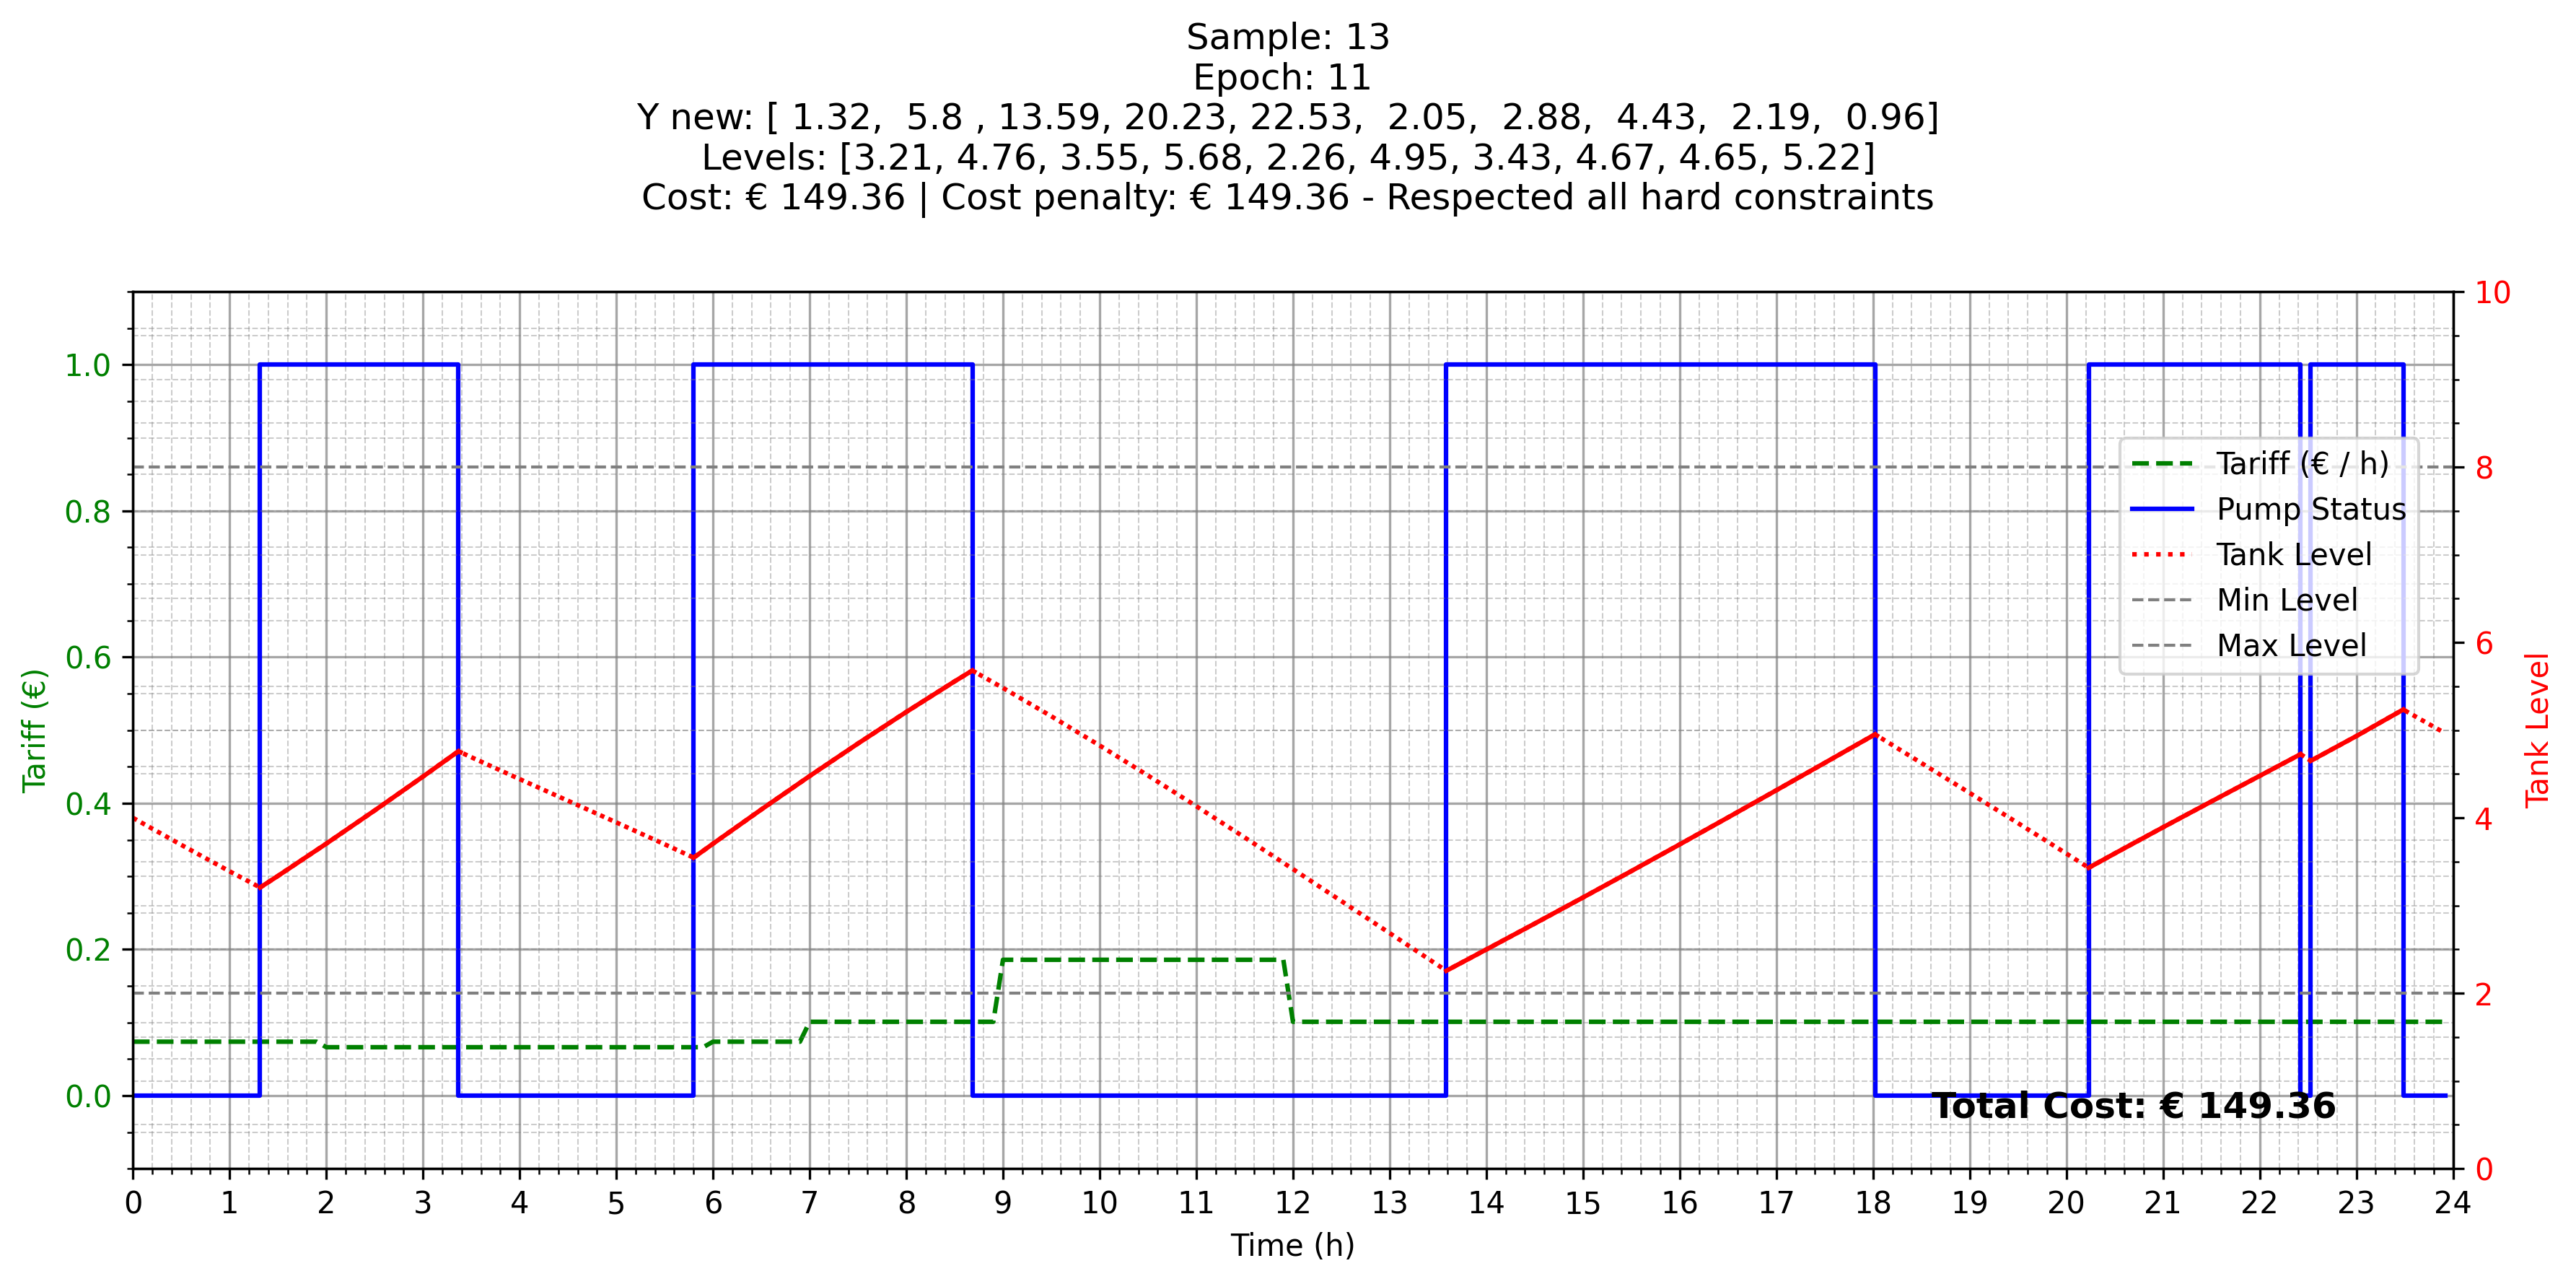 Sample: 13
Epoch: 11
Y new: [ 1.32,  5.8 , 13.59, 20.23, 22.53,  2.05,  2.88,  4.43,  2.19,  0.96]
Levels: [3.21, 4.76, 3.55, 5.68, 2.26, 4.95, 3.43, 4.67, 4.65, 5.22]
Cost: € 149.36 | Cost penalty: € 149.36 - Respected all hard constraints
1.0
0.8
0.6
0.4
0.2
0.0
Tariff (€)
10
8
6
4
2
0
Tank Level
Tariff (€ / h)
Pump Status
Tank Level
Min Level
Max Level
Total Cost: € 149.36
0 1 2 3 4 5 6 7 8 9 10 11 12 13 14 15 16 17 18 19 20 21 22 23 24
Time (h)